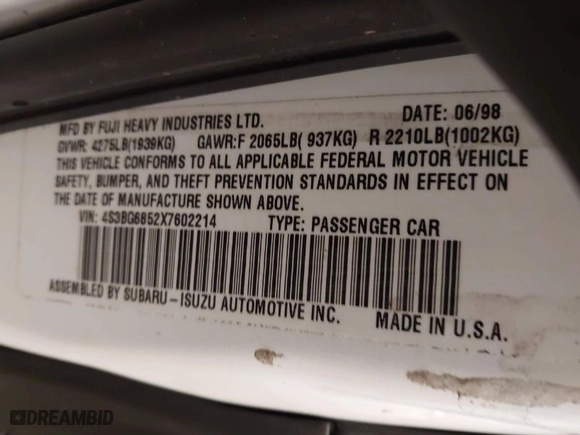 MFD BY FUJI HEAVY INDUSTRIES LTD. DATE: 06/98
GVWR: 4275LB(1939KG) GAWR:F 2065LB( 937KG) R 2210LB(1002KG)
THIS VEHICLE CONFORMS TO ALL APPLICABLE FEDERAL MOTOR VEHICLE
SAFETY, BUMPER, AND THEFT PREVENTION STANDARDS IN EFFECT ON
THE DATE OF MANUFACTURE SHOWN ABOVE.
VIN: 4S3BG6852X7602214 TYPE: PASSENGER CAR
ASSEMBLED BY SUBARU-ISUZU AUTOMOTIVE INC. MADE IN U.S.A.
DREAMBID